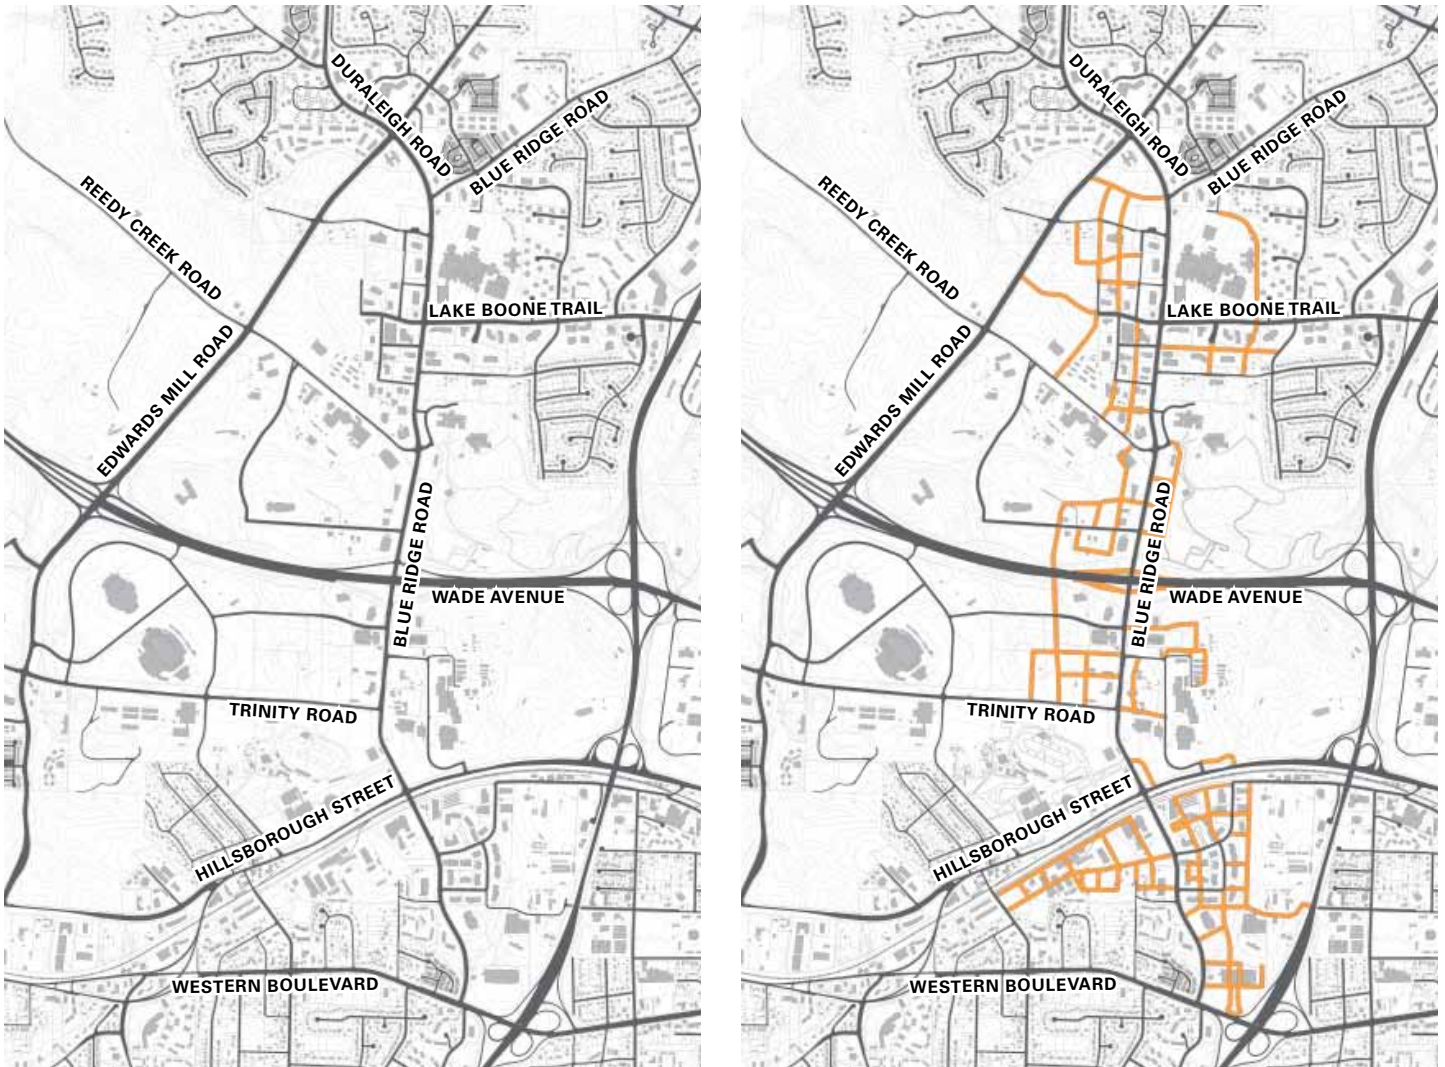 DURALEIGH ROAD
BLUE RIDGE ROAD
REEDY CREEK ROAD
LAKE BOONE TRAIL
EDWARDS MILL ROAD
BLUE RIDGE ROAD
WADE AVENUE
TRINITY ROAD
HILLSBOROUGH STREET
WESTERN BOULEVARD
DURALEIGH ROAD
BLUE RIDGE ROAD
REEDY CREEK ROAD
LAKE BOONE TRAIL
EDWARDS MILL ROAD
BLUE RIDGE ROAD
WADE AVENUE
TRINITY ROAD
HILLSBOROUGH STREET
WESTERN BOULEVARD